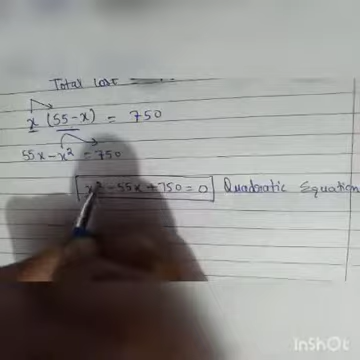 Total cost
x (55-x) = 750
55x - x² = 750
x² - 55x + 750 = 0 Quadratic Equation
InShOt